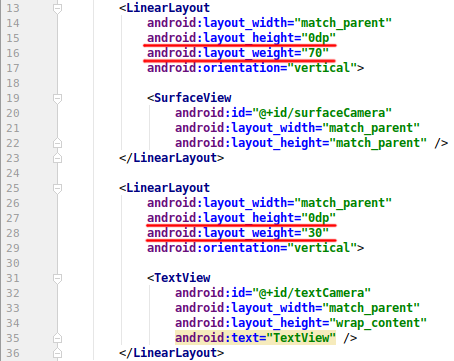 13 <LinearLayout
14 android:layout_width="match_parent"
15 android:layout_height="0dp"
16 android:layout_weight="70"
17 android:orientation="vertical">
18
19 <SurfaceView
20 android:id="@+id/surfaceCamera"
21 android:layout_width="match_parent"
22 android:layout_height="match_parent" />
23 </LinearLayout>
24
25 <LinearLayout
26 android:layout_width="match_parent"
27 android:layout_height="0dp"
28 android:layout_weight="30"
29 android:orientation="vertical">
30
31 <TextView
32 android:id="@+id/textCamera"
33 android:layout_width="match_parent"
34 android:layout_height="wrap_content"
35 android:text="TextView" />
36 </LinearLayout>